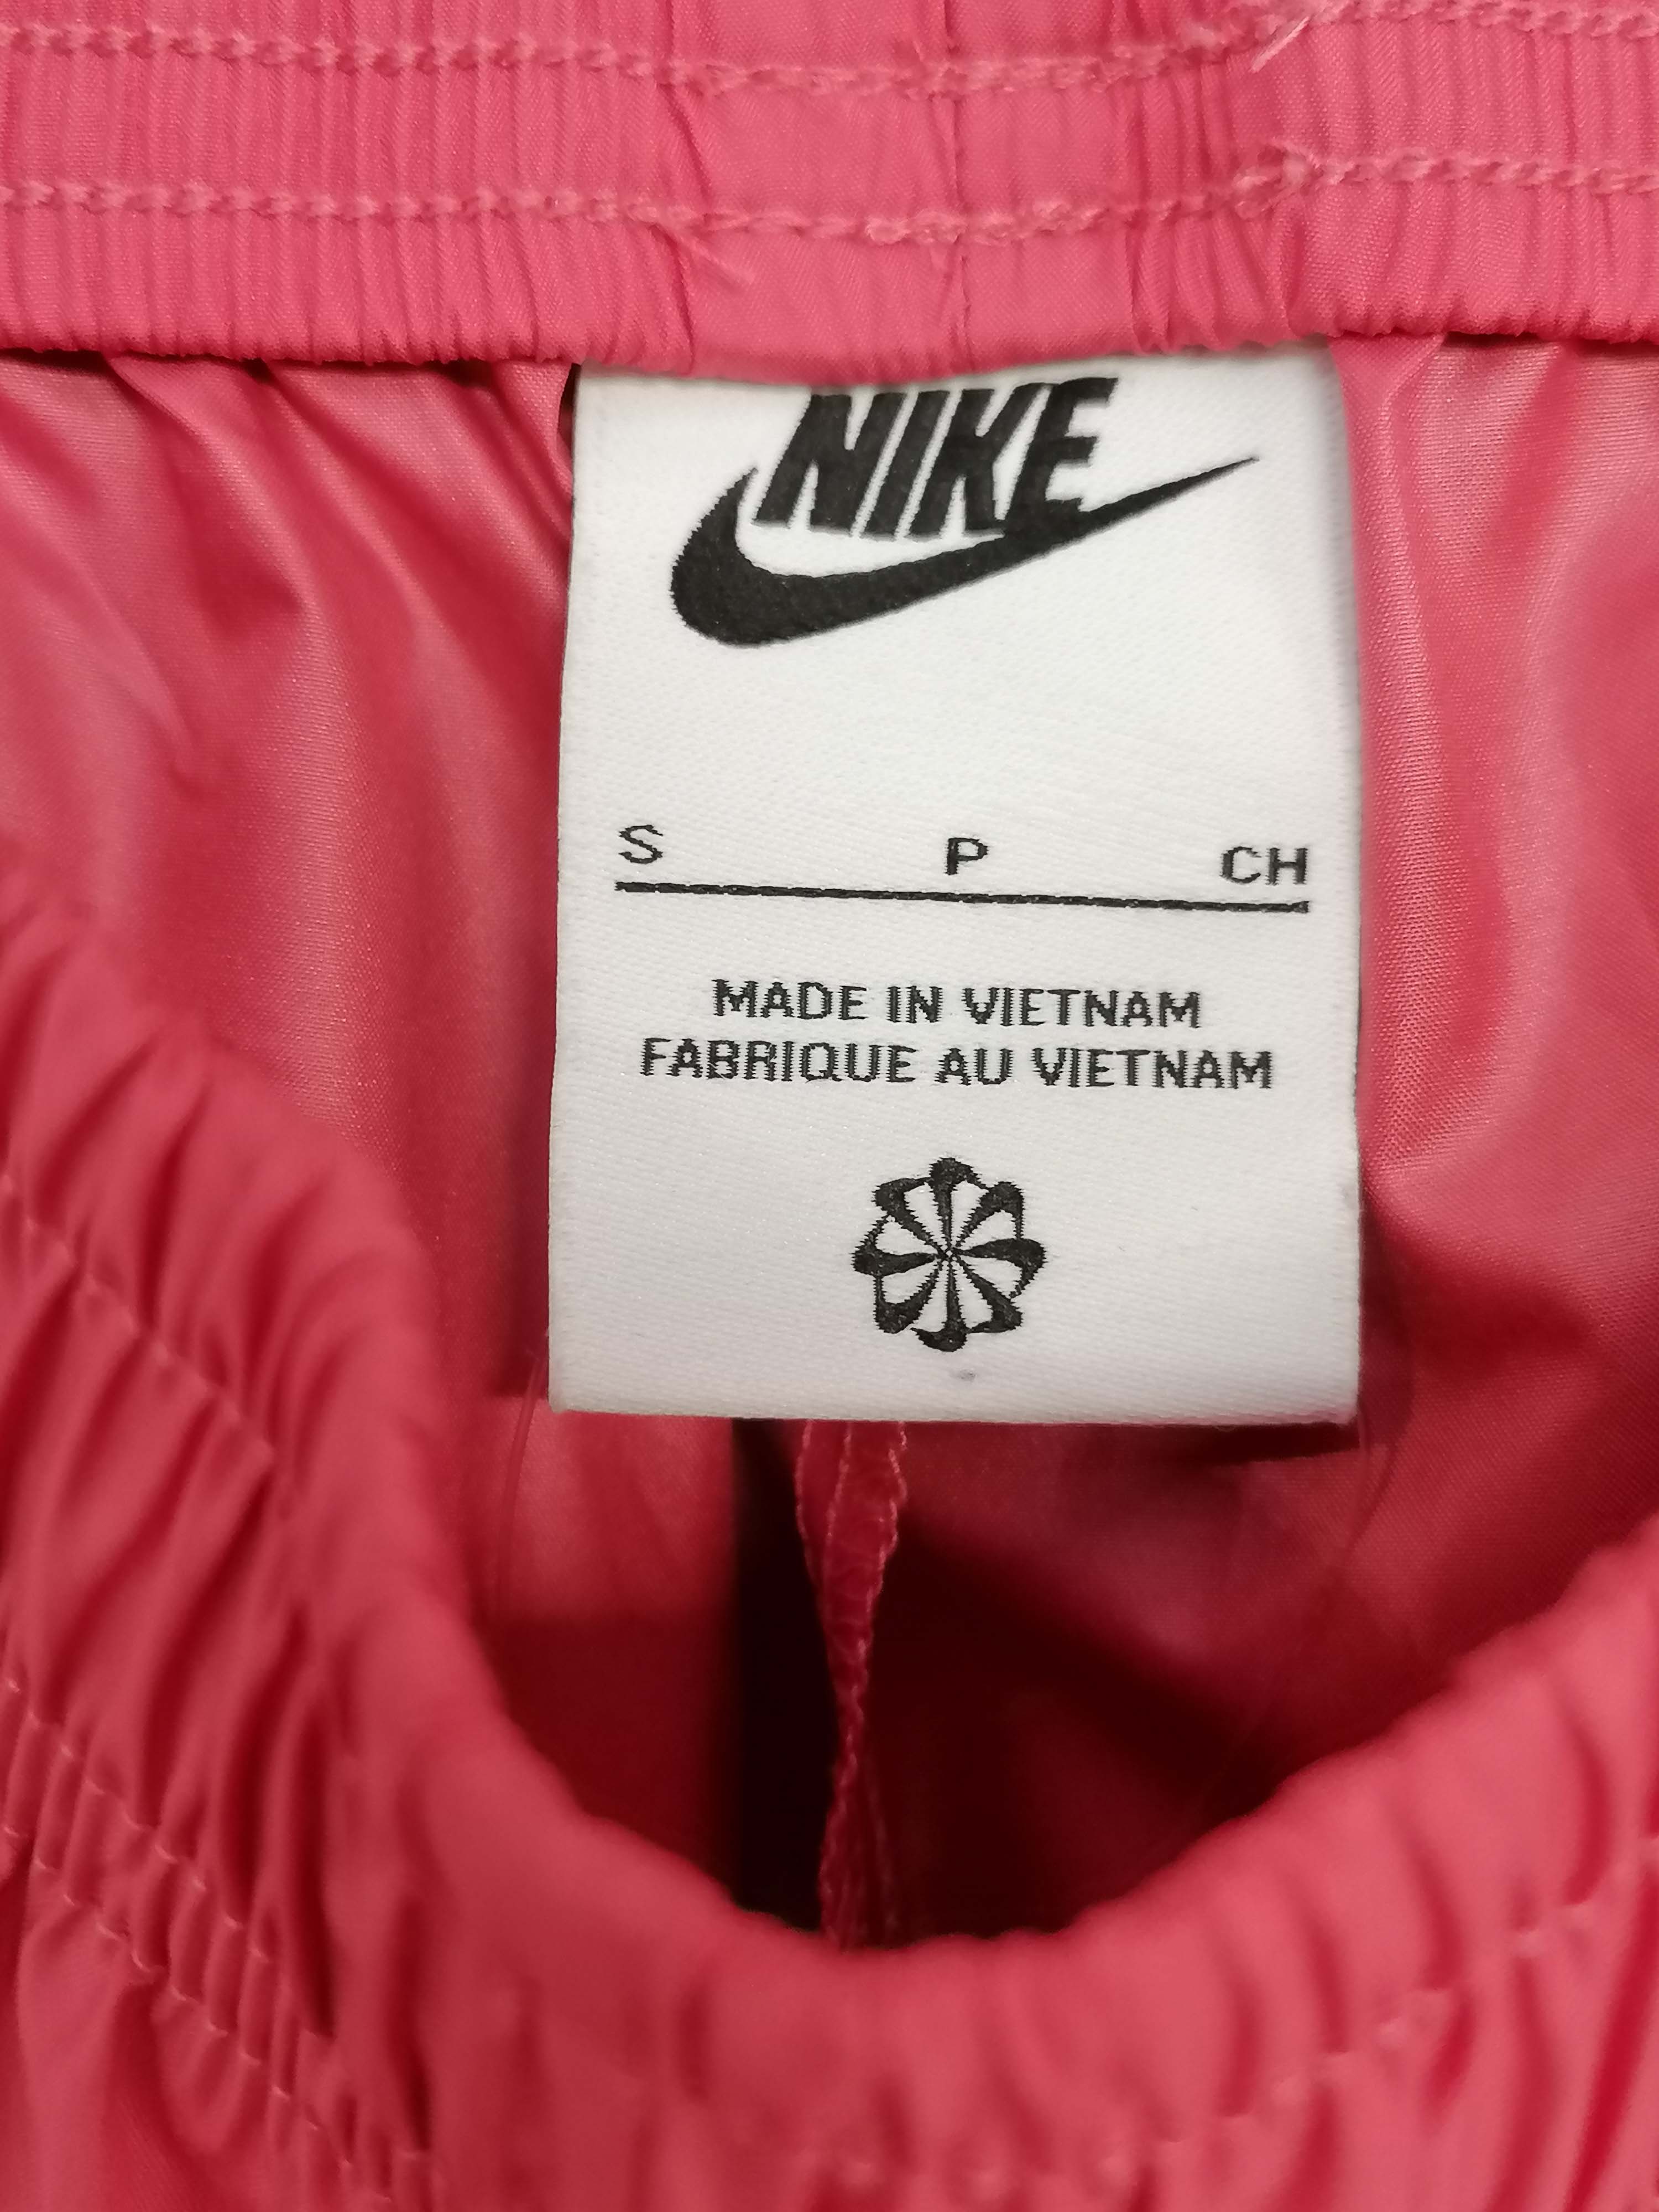 NIKE
S P CH
MADE IN VIETNAM
FABRIQUE AU VIETNAM